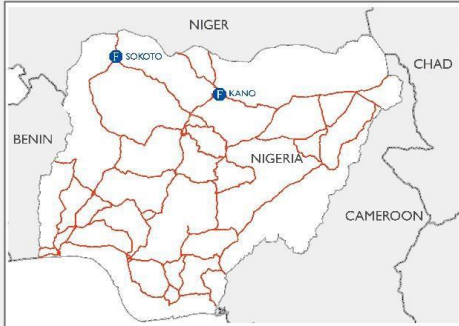 NIGER
F SOKOTO
CHAD
F KANO
BENIN
NIGERIA
CAMEROON